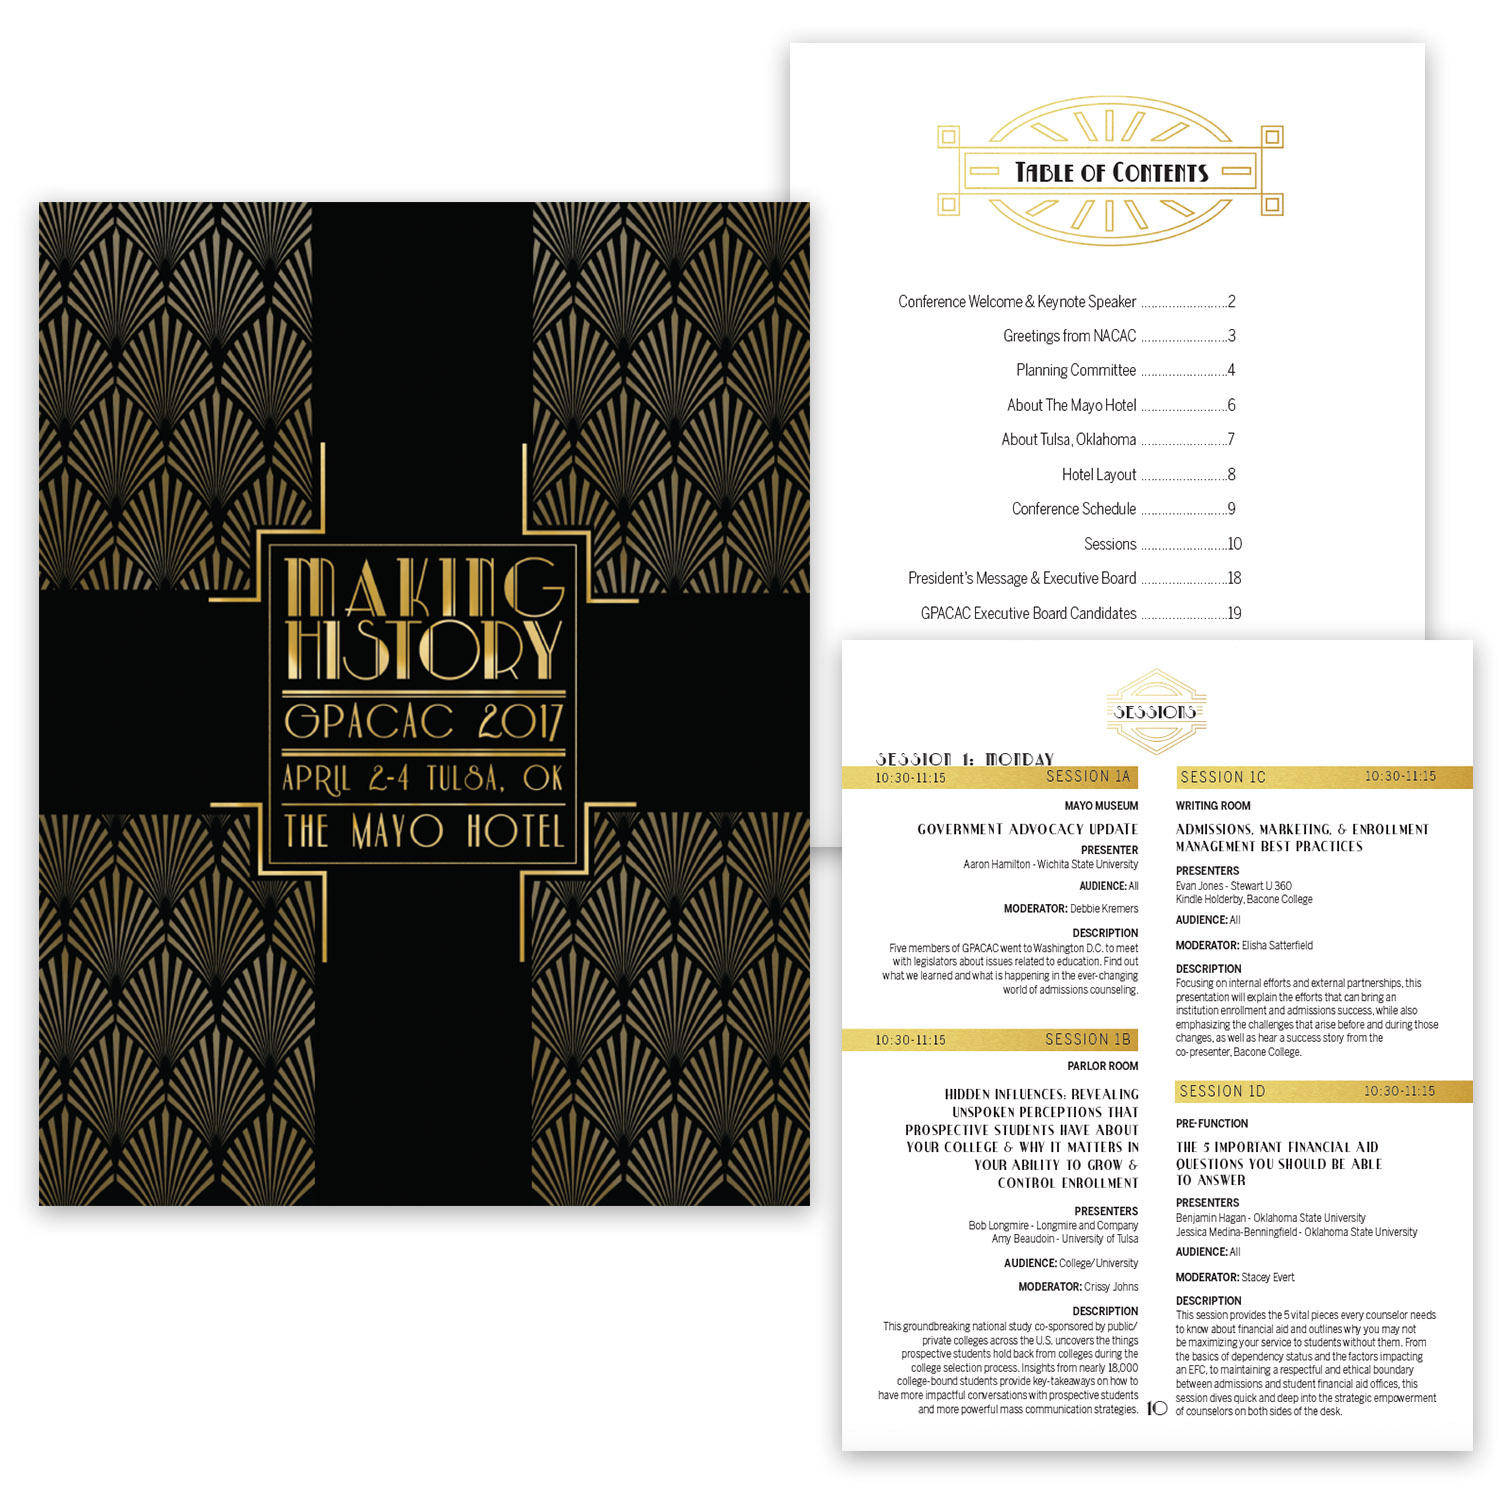 MAKING
HISTORY
GPACAC 2017
APRIL 2-4 TULSA, OK
THE MAYO HOTEL
TABLE OF CONTENTS
Conference Welcome & Keynote Speaker .........................2
Greetings from NACAC .........................3
Planning Committee .........................4
About The Mayo Hotel .........................6
About Tulsa, Oklahoma .........................7
Hotel Layout .........................8
Conference Schedule .........................9
Sessions .........................10
President's Message & Executive Board .........................18
GPACAC Executive Board Candidates .........................19
SESSIONS
SESSION 1: MONDAY
10:30-11:15 SESSION 1A
MAYO MUSEUM
GOVERNMENT ADVOCACY UPDATE
PRESENTER
Aaron Hamilton - Wichita State University
AUDIENCE: All
MODERATOR: Debbie Kremers
DESCRIPTION
Five members of GPACAC went to Washington D.C. to meet
with legislators about issues related to education. Find out
what we learned and what is happening in the ever-changing
world of admissions counseling.
10:30-11:15 SESSION 1B
PARLOR ROOM
HIDDEN INFLUENCES: REVEALING
UNSPOKEN PERCEPTIONS THAT
PROSPECTIVE STUDENTS HAVE ABOUT
YOUR COLLEGE & WHY IT MATTERS IN
YOUR ABILITY TO GROW &
CONTROL ENROLLMENT
PRESENTERS
Bob Longmire - Longmire and Company
Amy Beaudoin - University of Tulsa
AUDIENCE: College/University
MODERATOR: Crissy Johns
DESCRIPTION
This groundbreaking national study co-sponsored by public/
private colleges across the U.S. uncovers the things
prospective students hold back from colleges during the
college selection process. Insights from nearly 18,000
college-bound students provide key-takeaways on how to
have more impactful conversations with prospective students
and more powerful mass communication strategies.
SESSION 1C 10:30-11:15
WRITING ROOM
ADMISSIONS, MARKETING, & ENROLLMENT
MANAGEMENT BEST PRACTICES
PRESENTERS
Evan Jones - Stewart U 360
Kindle Holderby, Bacone College
AUDIENCE: All
MODERATOR: Elisha Satterfield
DESCRIPTION
Focusing on internal efforts and external partnerships, this
presentation will explain the efforts that can bring an
institution enrollment and admissions success, while also
emphasizing the challenges that arise before and during those
changes, as well as hear a success story from the
co-presenter, Bacone College.
SESSION 1D 10:30-11:15
PRE-FUNCTION
THE 5 IMPORTANT FINANCIAL AID
QUESTIONS YOU SHOULD BE ABLE
TO ANSWER
PRESENTERS
Benjamin Hagan - Oklahoma State University
Jessica Medina-Benningfield - Oklahoma State University
AUDIENCE: All
MODERATOR: Stacey Evert
DESCRIPTION
This session provides the 5 vital pieces every counselor needs
to know about financial aid and outlines why you may not
be maximizing your service to students without them. From
the basics of dependency status and the factors impacting
an EFC, to maintaining a respectful and ethical boundary
between admissions and student financial aid offices, this
session dives quick and deep into the strategic empowerment
of counselors on both sides of the desk.
10